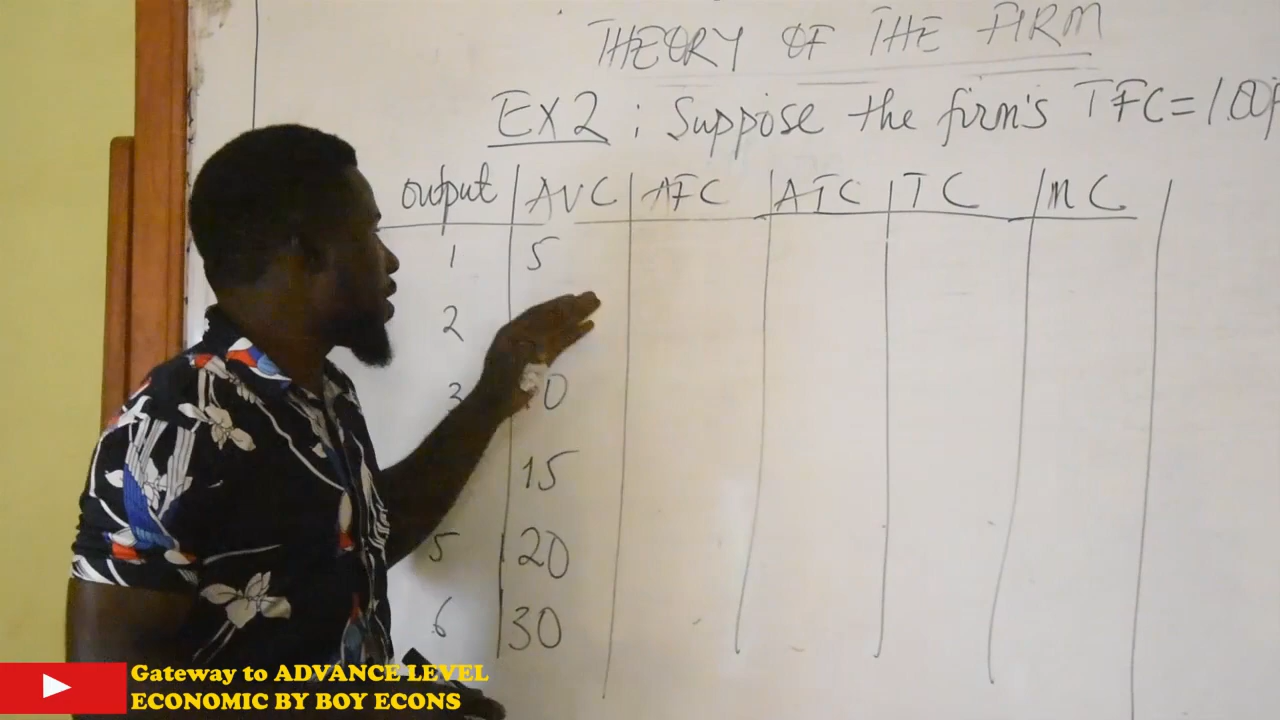 THEORY OF THE FIRM
EX2 : Suppose the firm's TFC=
output AVC AFC ATC TC MC
1 5
2
3
15
5 20
6 30
Gateway to ADVANCE LEVEL
ECONOMIC BY BOY ECONS